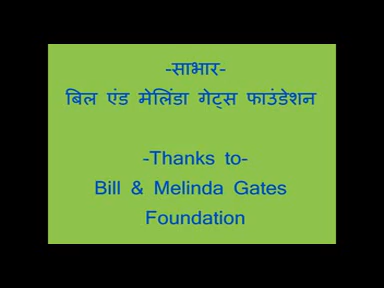 -साभार-
बिल एंड मेलिंडा गेट्स फाउंडेशन
-Thanks to-
Bill & Melinda Gates
Foundation